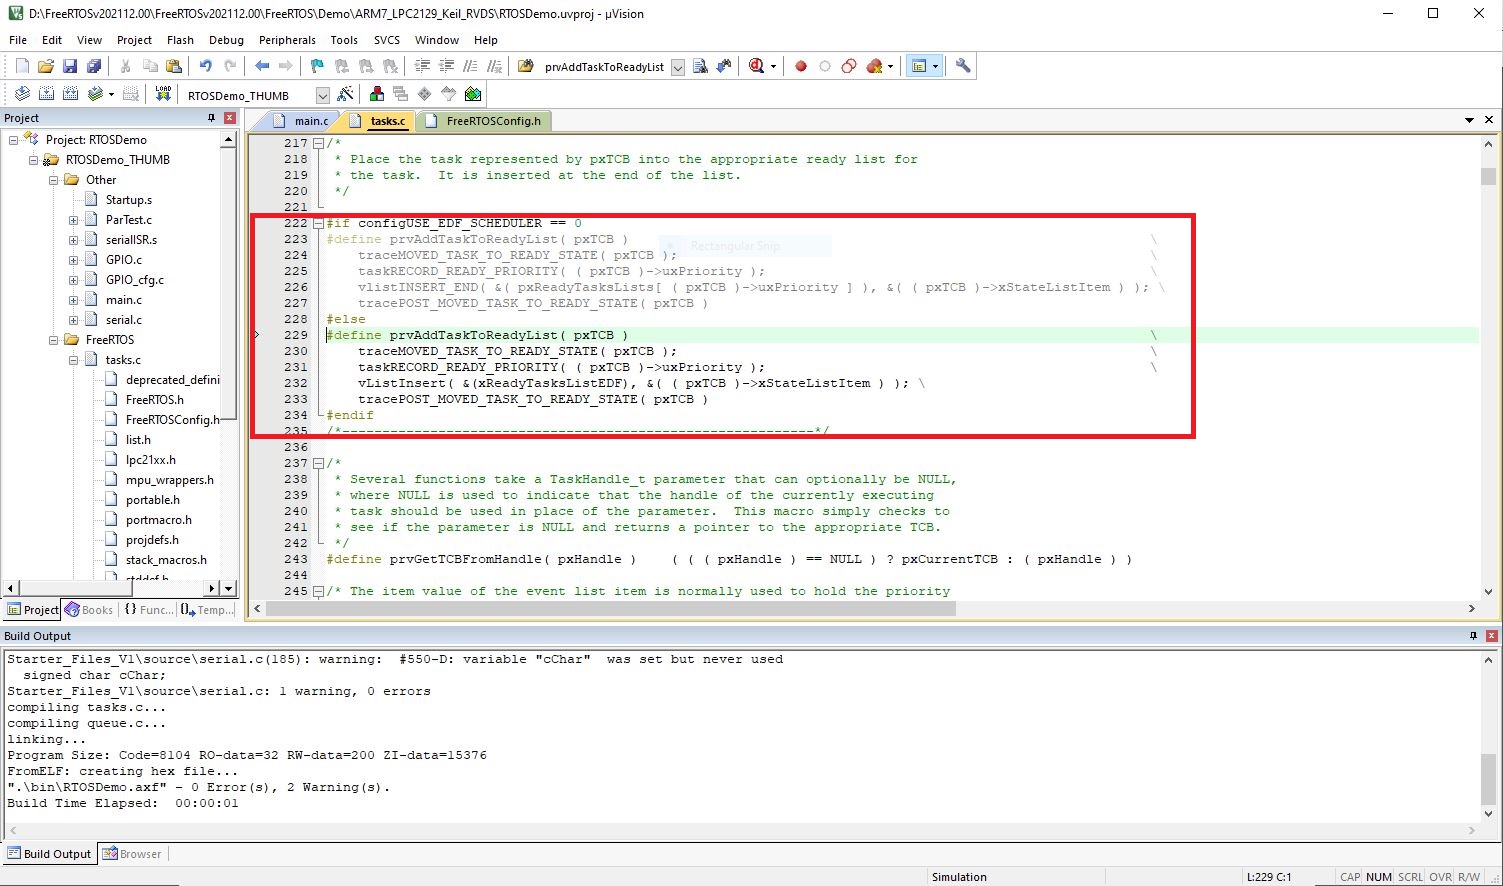 D:\FreeRTOSv202112.00\FreeRTOSv202112.00\FreeRTOS\Demo\ARM7_LPC2129_Keil_RVDS\RTOSDemo.uvproj - µVision
File Edit View Project Flash Debug Peripherals Tools SVCS Window Help
prvAddTaskToReadyList
LOAD RTOSDemo_THUMB
Project
Project: RTOSDemo
RTOSDemo_THUMB
Other
Startup.s
ParTest.c
serialISR.s
GPIO.c
GPIO_cfg.c
main.c
serial.c
FreeRTOS
tasks.c
deprecated_defini
FreeRTOS.h
FreeRTOSConfig.h
list.h
lpc21xx.h
mpu_wrappers.h
portable.h
portmacro.h
projdefs.h
stack_macros.h
stddef.h
Project Books {} Func... Temp...
main.c tasks.c FreeRTOSConfig.h
217 /*
218 * Place the task represented by pxTCB into the appropriate ready list for
219 * the task.  It is inserted at the end of the list.
220 */
221
222 #if configUSE_EDF_SCHEDULER == 0
223 #define prvAddTaskToReadyList( pxTCB ) \
Rectangular Snip
224 traceMOVED_TASK_TO_READY_STATE( pxTCB ); \
225 taskRECORD_READY_PRIORITY( ( pxTCB )->uxPriority ); \
226 vlistINSERT_END( &( pxReadyTasksLists[ ( pxTCB )->uxPriority ] ), &( ( pxTCB )->xStateListItem ) ); \
227 tracePOST_MOVED_TASK_TO_READY_STATE( pxTCB )
228 #else
229 #define prvAddTaskToReadyList( pxTCB ) \
230 traceMOVED_TASK_TO_READY_STATE( pxTCB ); \
231 taskRECORD_READY_PRIORITY( ( pxTCB )->uxPriority ); \
232 vListInsert( &(xReadyTasksListEDF), &( ( pxTCB )->xStateListItem ) ); \
233 tracePOST_MOVED_TASK_TO_READY_STATE( pxTCB )
234 #endif
235 /*-----------------------------------------------------------*/
236
237 /*
238 * Several functions take a TaskHandle_t parameter that can optionally be NULL,
239 * where NULL is used to indicate that the handle of the currently executing
240 * task should be used in place of the parameter.  This macro simply checks to
241 * see if the parameter is NULL and returns a pointer to the appropriate TCB.
242 */
243 #define prvGetTCBFromHandle( pxHandle )    ( ( ( pxHandle ) == NULL ) ? pxCurrentTCB : ( pxHandle ) )
244
245 /* The item value of the event list item is normally used to hold the priority
Build Output
Starter_Files_V1\source\serial.c(185): warning:  #550-D: variable "cChar"  was set but never used
signed char cChar;
Starter_Files_V1\source\serial.c: 1 warning, 0 errors
compiling tasks.c...
compiling queue.c...
linking...
Program Size: Code=8104 RO-data=32 RW-data=200 ZI-data=15376
FromELF: creating hex file...
".\bin\RTOSDemo.axf" - 0 Error(s), 2 Warning(s).
Build Time Elapsed:  00:00:01
Build Output Browser
Simulation L:229 C:1 CAP NUM SCRL OVR R/W